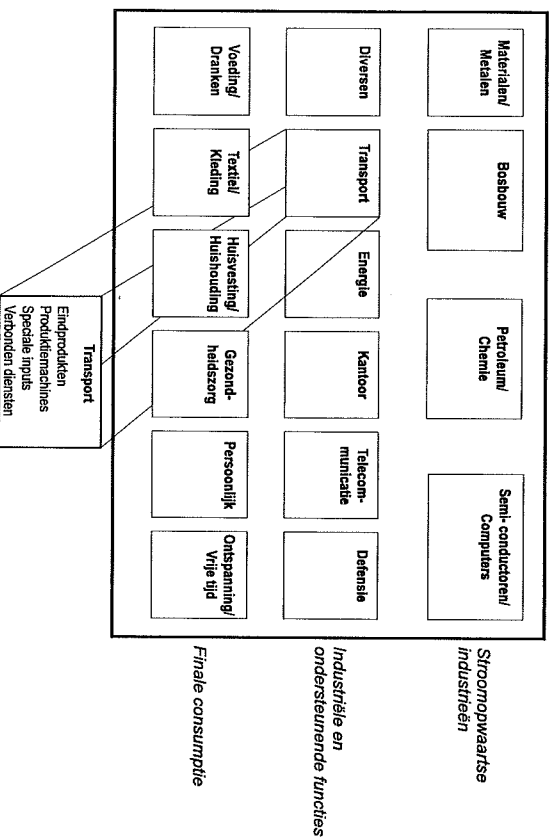 Materialen/
Metalen
Bosbouw
Petroleum/
Chemie
Semi- conductoren/
Computers
Stroomopwaartse
industrieën
Diversen
Transport
Energie
Kantoor
Telecom-
municatie
Defensie
Industriële en
ondersteunende functies
Voeding/
Dranken
Textiel/
Kleding
Huisvesting/
Huishouding
Gezond-
heidszorg
Persoonlijk
Ontspanning/
Vrije tijd
Finale consumptie
Transport
Eindprodukten
Produktiemachines
Speciale inputs
Verbonden diensten